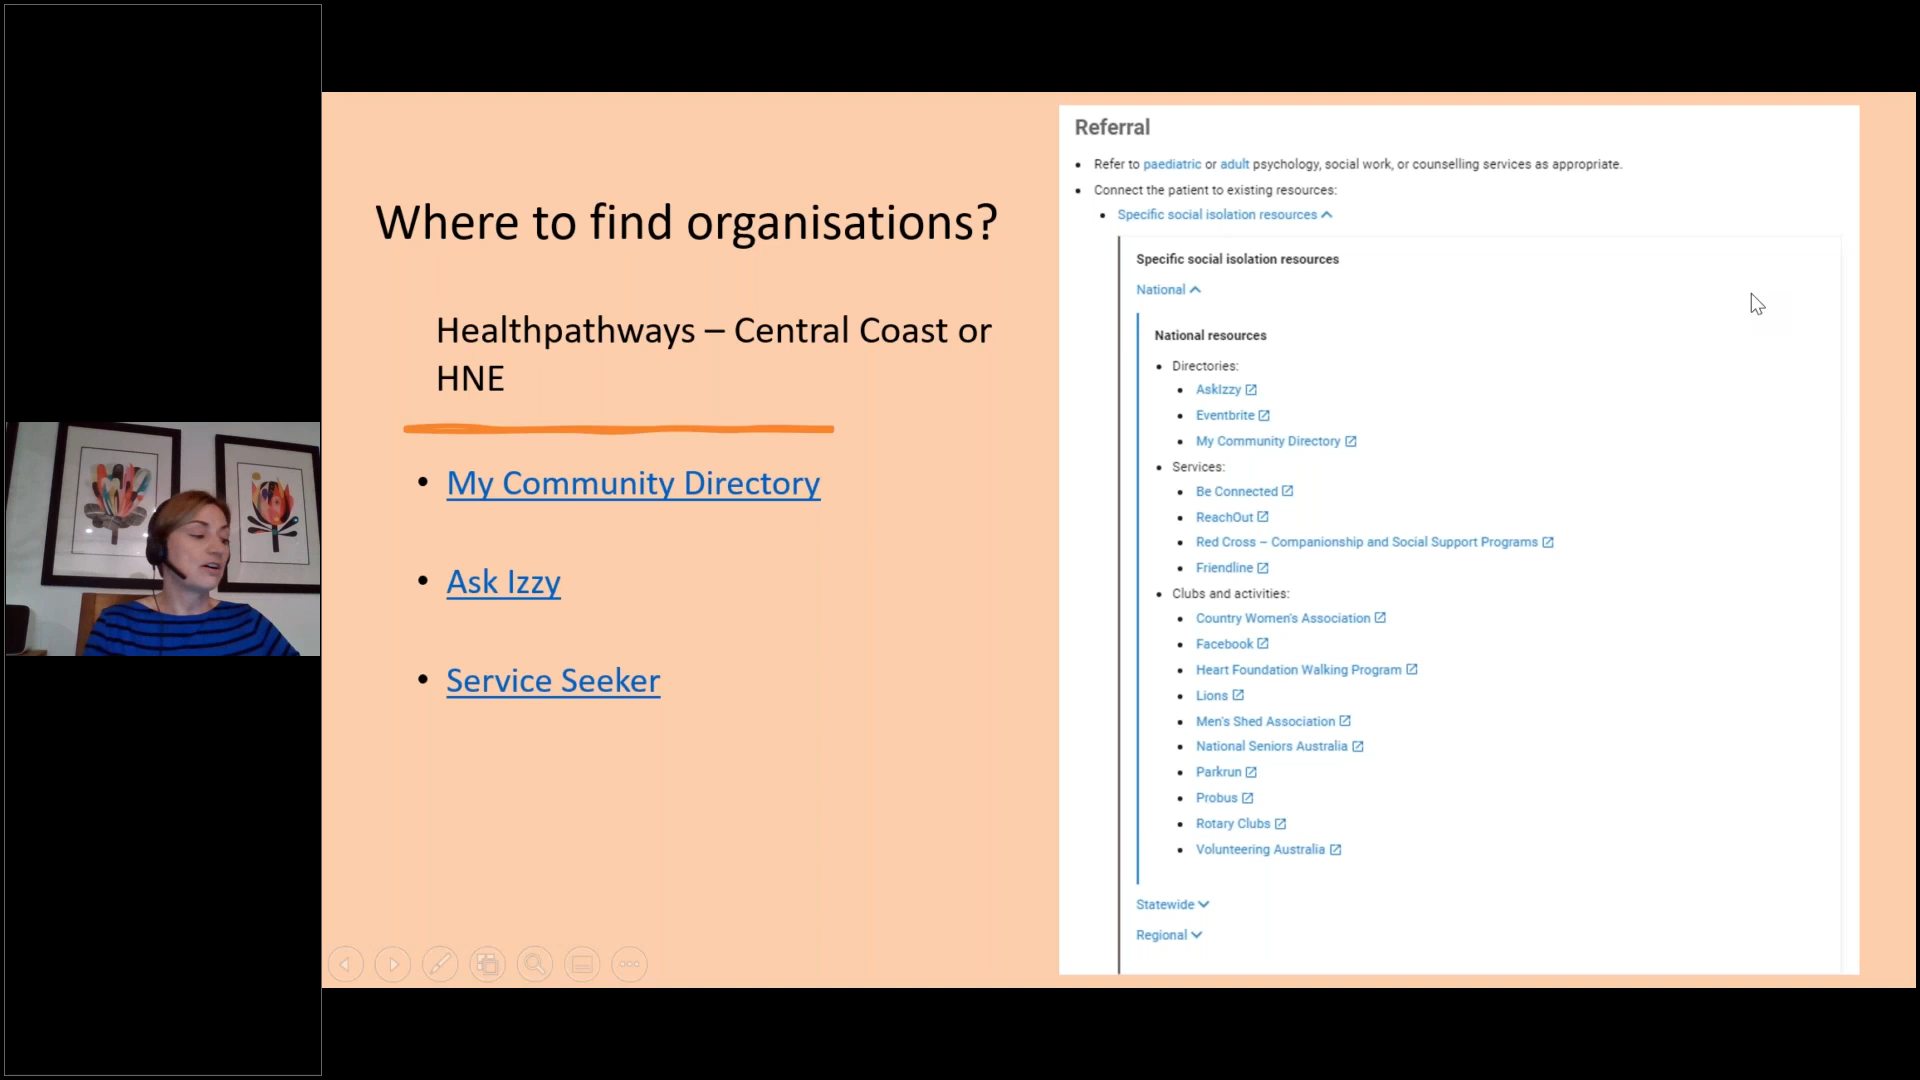 Where to find organisations?
Healthpathways – Central Coast or
HNE
• My Community Directory
• Ask Izzy
• Service Seeker
Referral
• Refer to paediatric or adult psychology, social work, or counselling services as appropriate.
• Connect the patient to existing resources:
• Specific social isolation resources
Specific social isolation resources
National
National resources
• Directories:
• AskIzzy
• Eventbrite
• My Community Directory
• Services:
• Be Connected
• ReachOut
• Red Cross – Companionship and Social Support Programs
• Friendline
• Clubs and activities:
• Country Women's Association
• Facebook
• Heart Foundation Walking Program
• Lions
• Men's Shed Association
• National Seniors Australia
• Parkrun
• Probus
• Rotary Clubs
• Volunteering Australia
Statewide
Regional